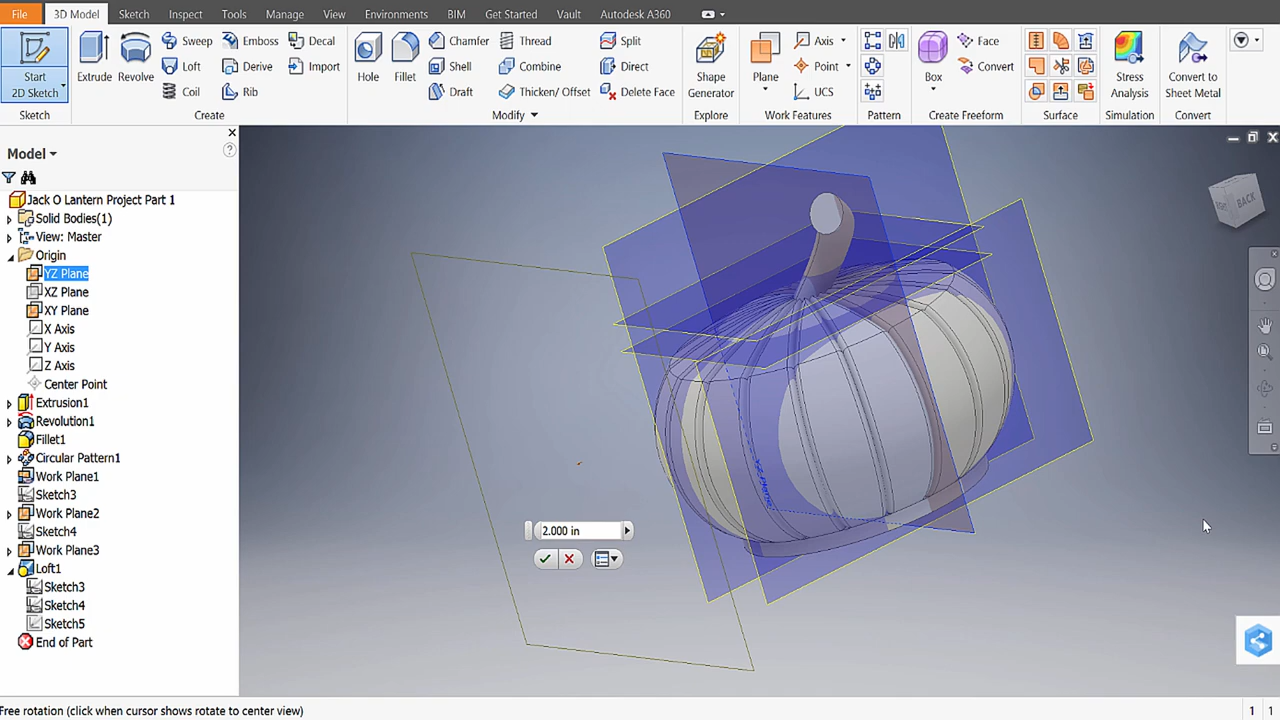 File 3D Model Sketch Inspect Tools Manage View Environments BIM Get Started Vault Autodesk A360
Start
2D Sketch
Sketch
Extrude
Revolve
Sweep
Loft
Coil
Emboss
Derive
Rib
Decal
Import
Create
Hole
Fillet
Chamfer
Shell
Draft
Thread
Combine
Thicken/ Offset
Split
Direct
Delete Face
Modify
Shape
Generator
Explore
Plane
Axis
Point
UCS
Work Features
Pattern
Box
Face
Convert
Create Freeform
Surface
Stress
Analysis
Simulation
Convert to
Sheet Metal
Convert
Model
Jack O Lantern Project Part 1
Solid Bodies(1)
View: Master
Origin
YZ Plane
XZ Plane
XY Plane
X Axis
Y Axis
Z Axis
Center Point
Extrusion1
Revolution1
Fillet1
Circular Pattern1
Work Plane1
Sketch3
Work Plane2
Sketch4
Work Plane3
Loft1
Sketch3
Sketch4
Sketch5
End of Part
BACK
YZ Plane
2.000 in
Free rotation (click when cursor shows rotate to center view)
1 1